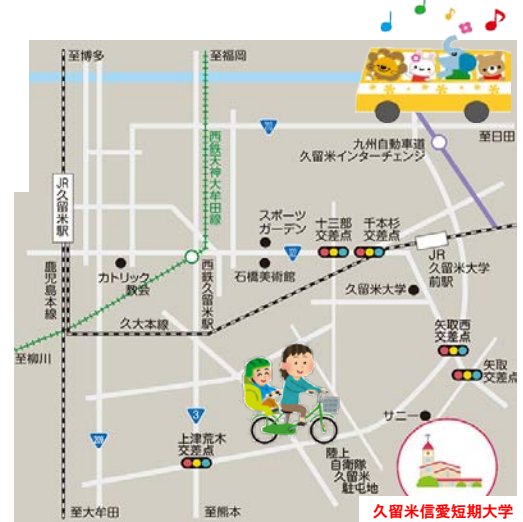 至博多
至福岡
九州自動車道
久留米インターチェンジ
至日田
JR久留米駅
西鉄天神大牟田線
スポーツ
ガーデン
十三部
交差点
千本杉
交差点
鹿児島本線
カトリック
教会
西鉄久留米駅
石橋美術館
JR
久留米大学
前駅
久留米大学
久大本線
矢取西
交差点
至柳川
矢取
交差点
サニー
3
上津荒木
交差点
209
陸上
自衛隊
久留米
駐屯地
至大牟田
至熊本
久留米信愛短期大学